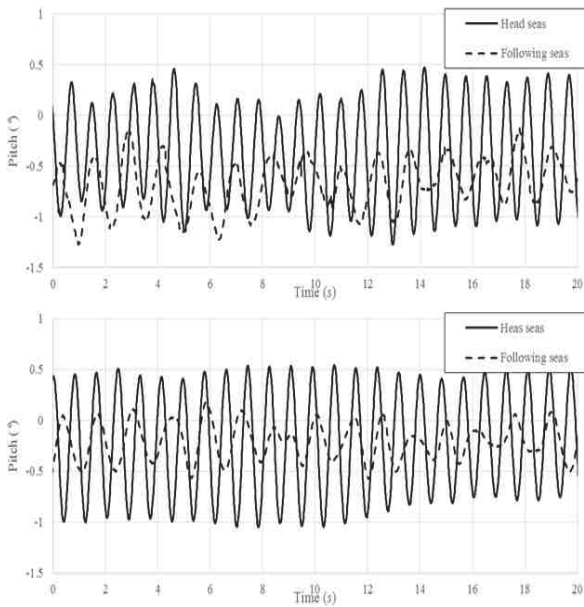 1
0.5
0
-0.5
-1
-1.5
Pitch (°)
Head seas
Following seas
0 2 4 6 8 10 12 14 16 18 20
Time (s)
1
0.5
0
-0.5
-1
-1.5
Pitch (°)
Heas seas
Following seas
0 2 4 6 8 10 12 14 16 18 20
Time (s)